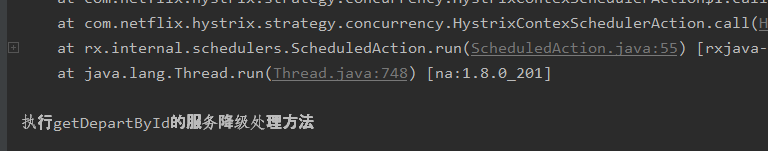 at com.netflix.hystrix.strategy.concurrency.HystrixContexSchedulerAction$1.call
at com.netflix.hystrix.strategy.concurrency.HystrixContexSchedulerAction.call(H
at rx.internal.schedulers.ScheduledAction.run(ScheduledAction.java:55) [rxjava-
at java.lang.Thread.run(Thread.java:748) [na:1.8.0_201]
执行getDepartById的服务降级处理方法